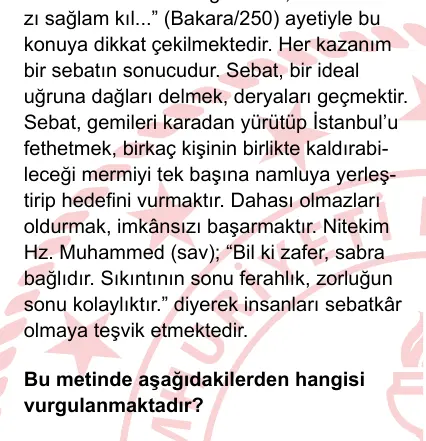 zı sağlam kıl...” (Bakara/250) ayetiyle bu
konuya dikkat çekilmektedir. Her kazanım
bir sebatın sonucudur. Sebat, bir ideal
uğruna dağları delmek, deryaları geçmektir.
Sebat, gemileri karadan yürütüp İstanbul’u
fethetmek, birkaç kişinin birlikte kaldırabi-
leceği mermiyi tek başına namluya yerleş-
tirip hedefini vurmaktır. Dahası olmazları
oldurmak, imkânsızı başarmaktır. Nitekim
Hz. Muhammed (sav); “Bil ki zafer, sabra
bağlıdır. Sıkıntının sonu ferahlık, zorluğun
sonu kolaylıktır.” diyerek insanları sebatkâr
olmaya teşvik etmektedir.
Bu metinde aşağıdakilerden hangisi
vurgulanmaktadır?